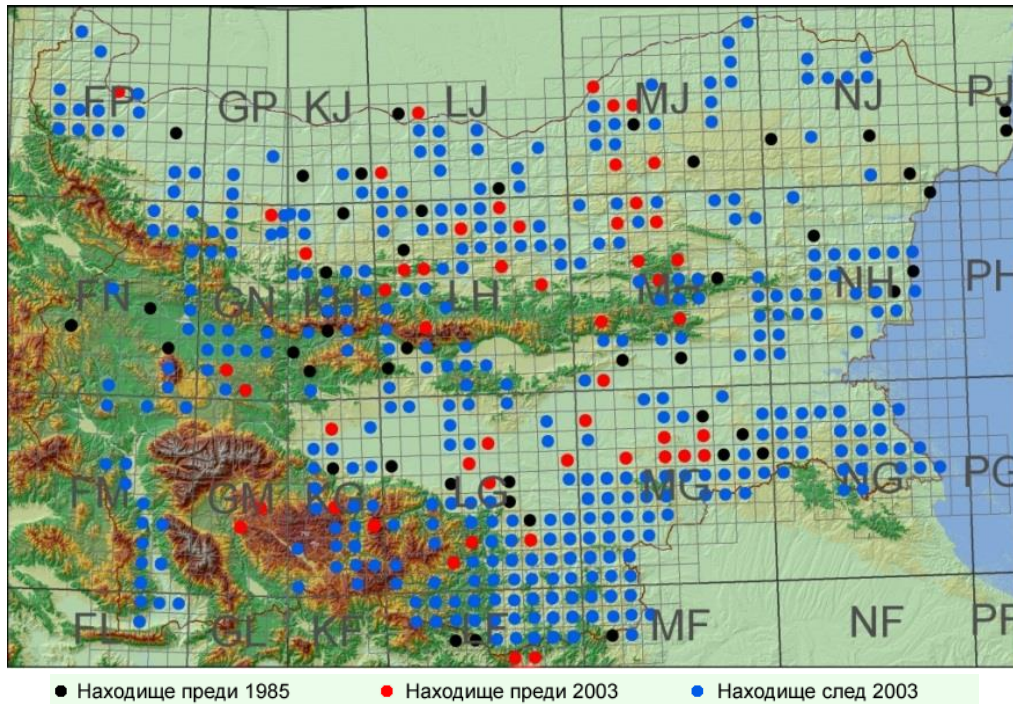 FP GP KJ LJ MJ NJ PJ
FN GN KH LH MH NH PH
FM GM KG LG MG NG PG
FL GL KF LF MF NF PF
Находище преди 1985 Находище преди 2003 Находище след 2003